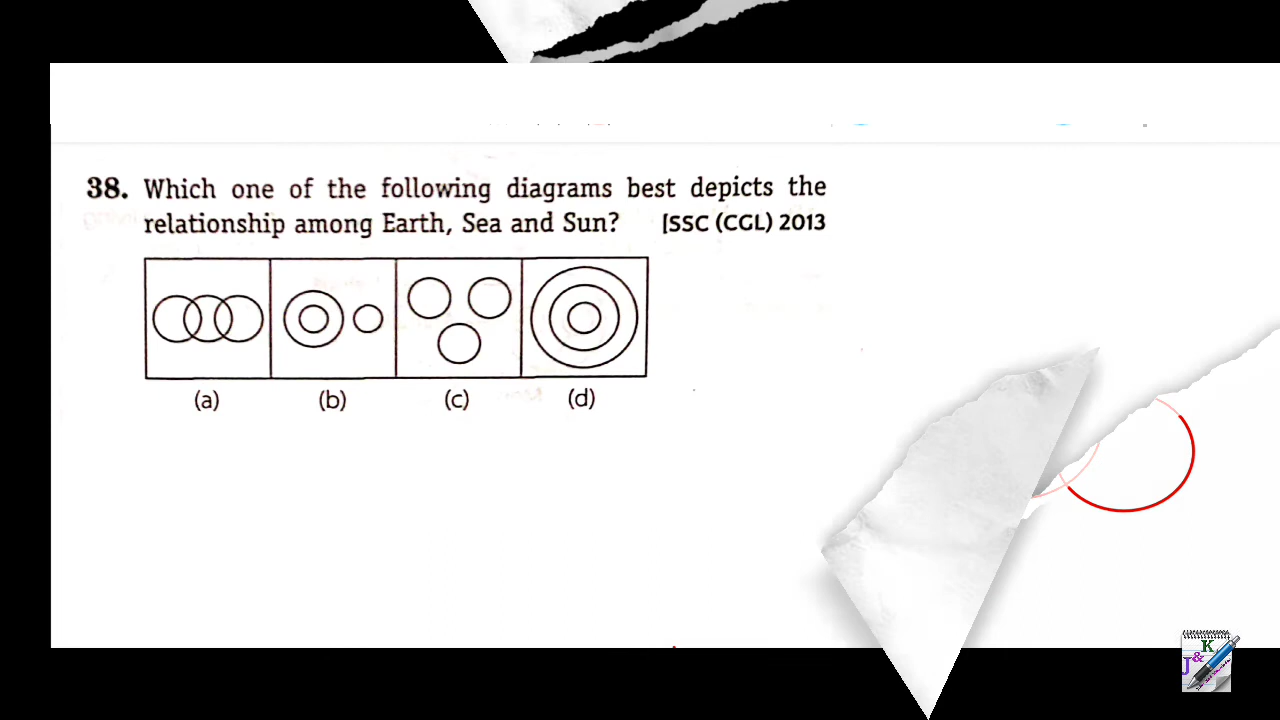 38. Which one of the following diagrams best depicts the
relationship among Earth, Sea and Sun? [SSC (CGL) 2013
(a) (b) (c) (d)
J&K